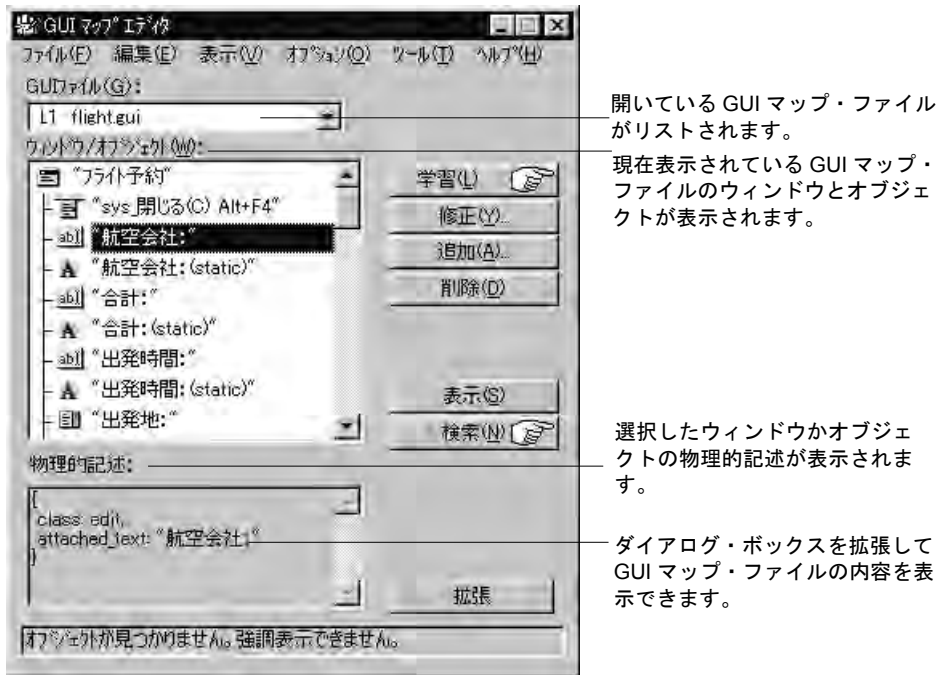 GUI マップ エディタ
ファイル(F) 編集(E) 表示(V) オプション(O) ツール(T) ヘルプ(H)
GUIファイル(G):
L1 flight.gui
ウィンドウ/オブジェクト(W):
"フライト予約"
"sys_閉じる(C) Alt+F4"
"航空会社:"
"航空会社:(static)"
"合計:"
"合計:(static)"
"出発時間:"
"出発時間:(static)"
"出発地:"
学習(L)
修正(Y)...
追加(A)...
削除(D)
表示(S)
検索(N)
物理的記述:
{
class: edit,
attached_text: "航空会社:"
}
拡張
オブジェクトが見つかりません。強調表示できません。
開いている GUI マップ・ファイル
がリストされます。
現在表示されている GUI マップ・
ファイルのウィンドウとオブジェ
クトが表示されます。
選択したウィンドウかオブジェ
クトの物理的記述が表示されま
す。
ダイアログ・ボックスを拡張して
GUI マップ・ファイルの内容を表
示できます。